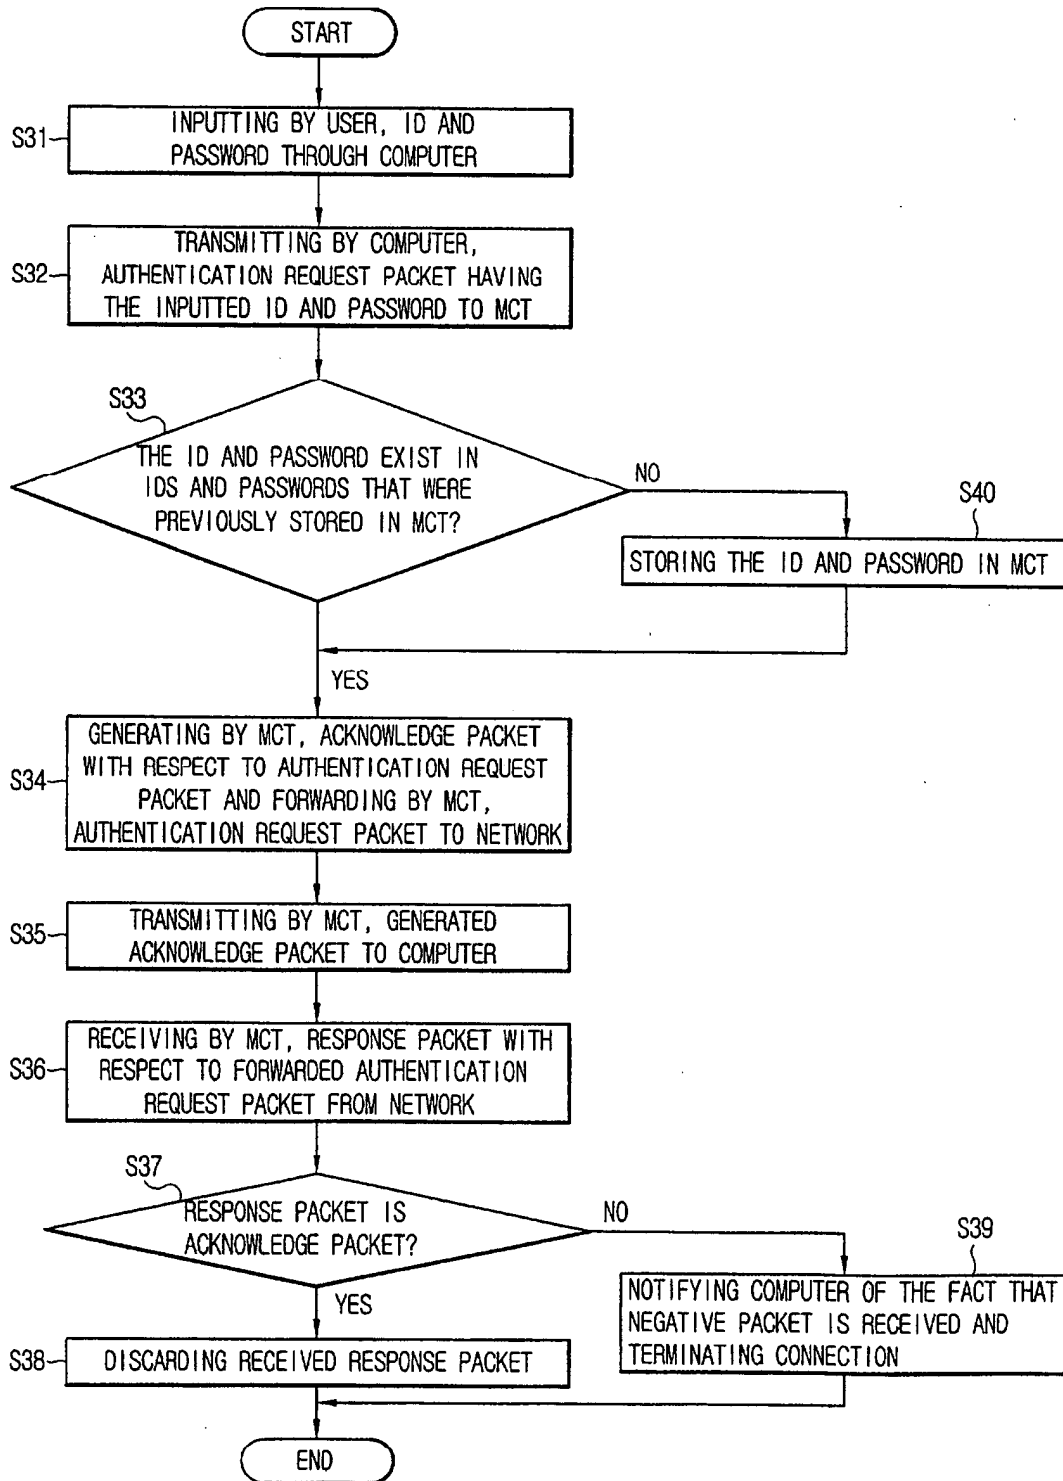 START
S31
INPUTTING BY USER, ID AND
PASSWORD THROUGH COMPUTER
S32
TRANSMITTING BY COMPUTER,
AUTHENTICATION REQUEST PACKET HAVING
THE INPUTTED ID AND PASSWORD TO MCT
S33
THE ID AND PASSWORD EXIST IN
IDS AND PASSWORDS THAT WERE
PREVIOUSLY STORED IN MCT?
NO
S40
STORING THE ID AND PASSWORD IN MCT
YES
S34
GENERATING BY MCT, ACKNOWLEDGE PACKET
WITH RESPECT TO AUTHENTICATION REQUEST
PACKET AND FORWARDING BY MCT,
AUTHENTICATION REQUEST PACKET TO NETWORK
S35
TRANSMITTING BY MCT, GENERATED
ACKNOWLEDGE PACKET TO COMPUTER
S36
RECEIVING BY MCT, RESPONSE PACKET WITH
RESPECT TO FORWARDED AUTHENTICATION
REQUEST PACKET FROM NETWORK
S37
RESPONSE PACKET IS
ACKNOWLEDGE PACKET?
NO
S39
NOTIFYING COMPUTER OF THE FACT THAT
NEGATIVE PACKET IS RECEIVED AND
TERMINATING CONNECTION
YES
S38
DISCARDING RECEIVED RESPONSE PACKET
END